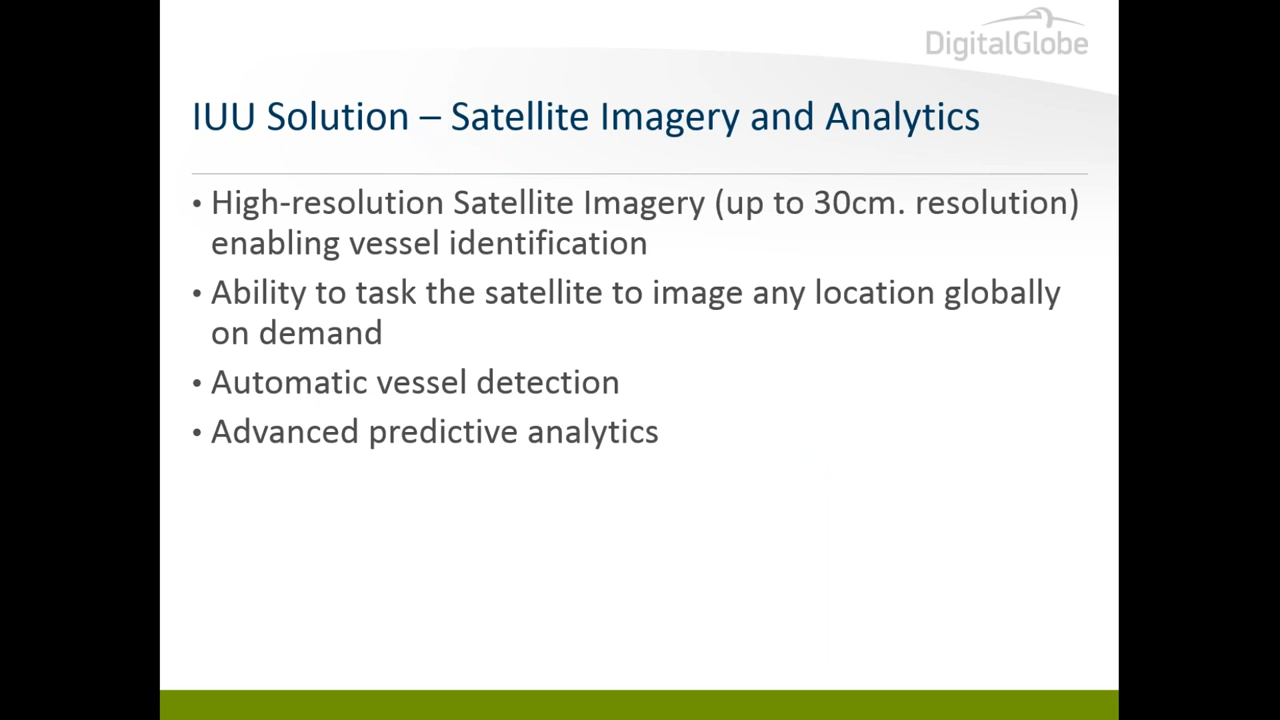 DigitalGlobe
IUU Solution – Satellite Imagery and Analytics
• High-resolution Satellite Imagery (up to 30cm. resolution)
enabling vessel identification
• Ability to task the satellite to image any location globally
on demand
• Automatic vessel detection
• Advanced predictive analytics